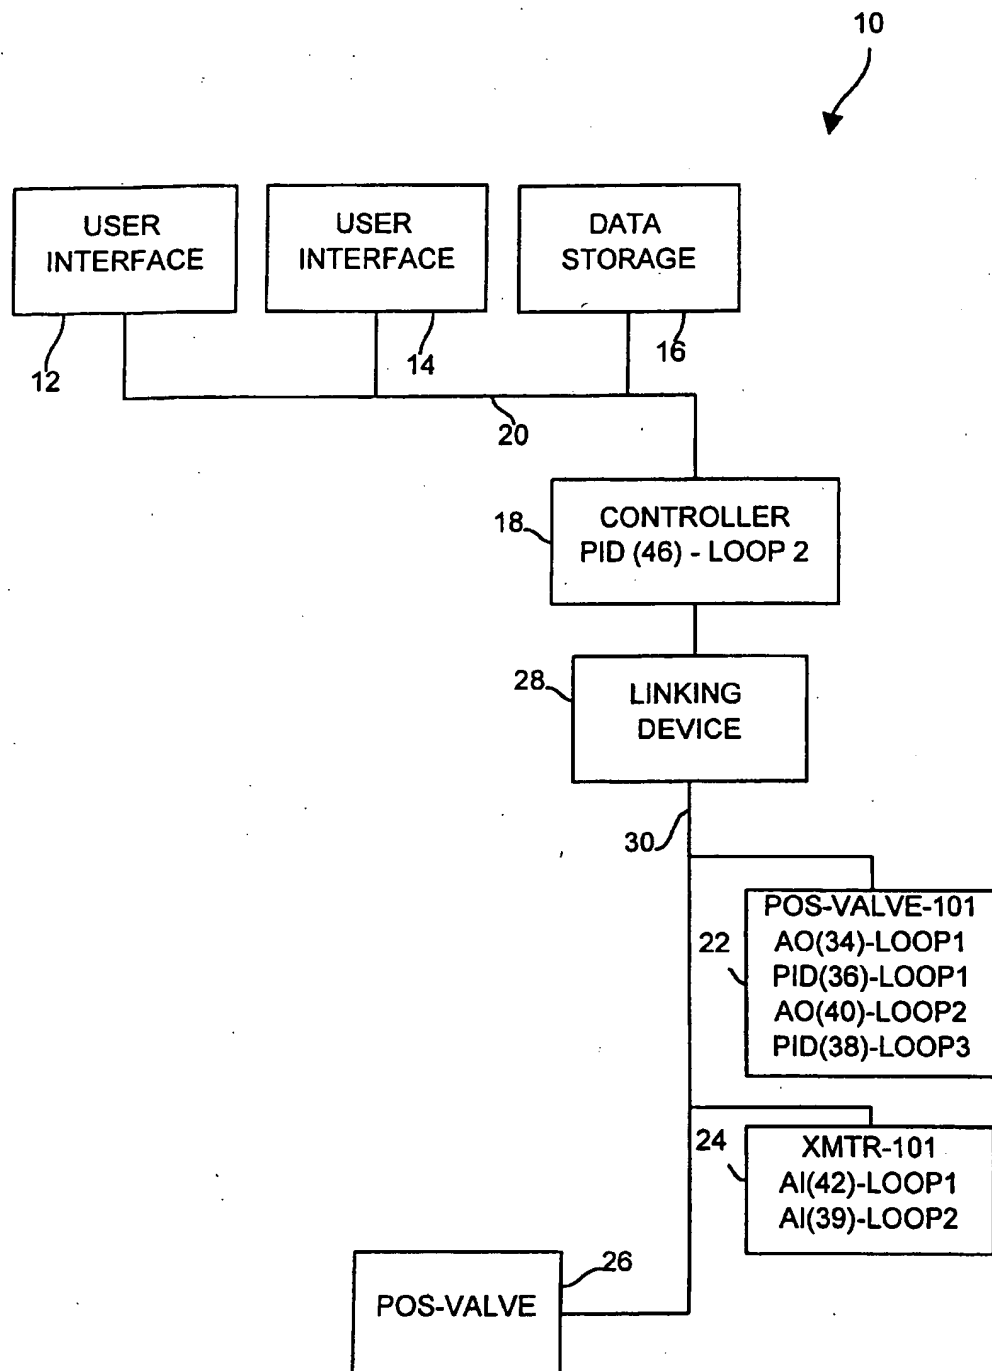 10
USER
INTERFACE
USER
INTERFACE
DATA
STORAGE
12
14
16
20
18
CONTROLLER
PID (46) - LOOP 2
28
LINKING
DEVICE
30
22
POS-VALVE-101
AO(34)-LOOP1
PID(36)-LOOP1
AO(40)-LOOP2
PID(38)-LOOP3
24
XMTR-101
AI(42)-LOOP1
AI(39)-LOOP2
26
POS-VALVE